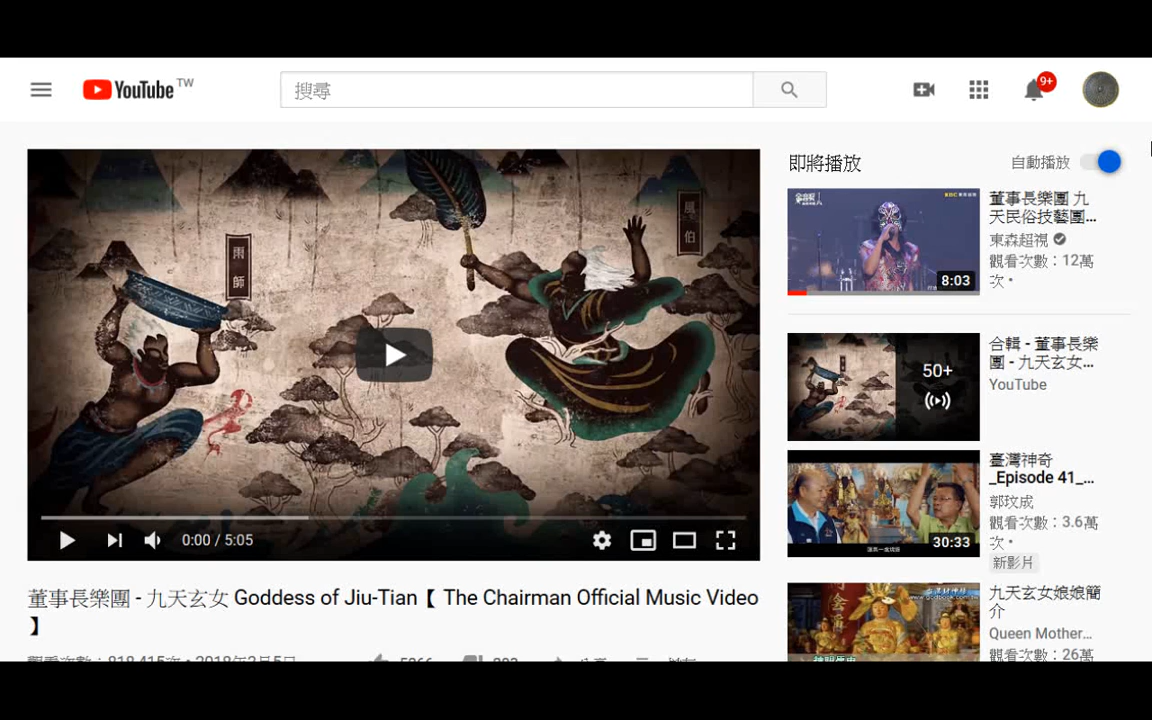 YouTube TW
搜尋
9+
雨師
風伯
0:00 / 5:05
董事長樂團 - 九天玄女 Goddess of Jiu-Tian【 The Chairman Official Music Video
】
即將播放
自動播放
8:03
董事長樂團 九
天民俗技藝團...
東森超視
觀看次數：12萬
次・
50+
合輯 - 董事長樂
團 - 九天玄女...
YouTube
30:33
臺灣神奇
_Episode 41_...
郭玟成
觀看次數：3.6萬
次・
新影片
九天玄女娘娘簡
介
Queen Mother...
觀看次數：26萬